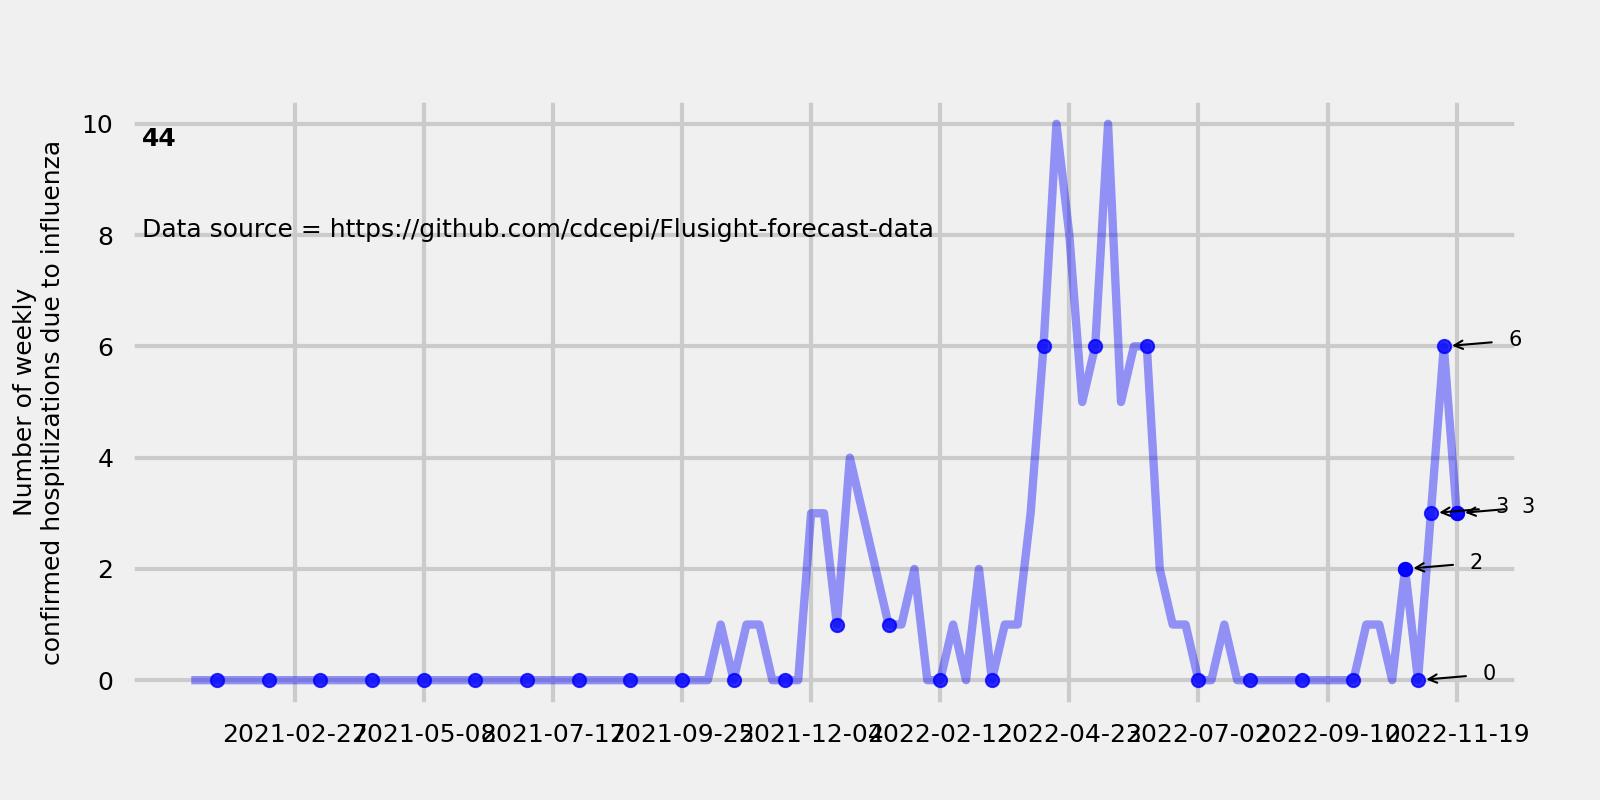 10
44
8
Data source = https://github.com/cdcepi/Flusight-forecast-data
6
6
4
3 3
2
2
0
0
Number of weekly
confirmed hospitlizations due to influenza
2021-02-27 2021-05-08 2021-07-17 2021-09-25 2021-12-04 2022-02-12 2022-04-23 2022-07-02 2022-09-10 2022-11-19